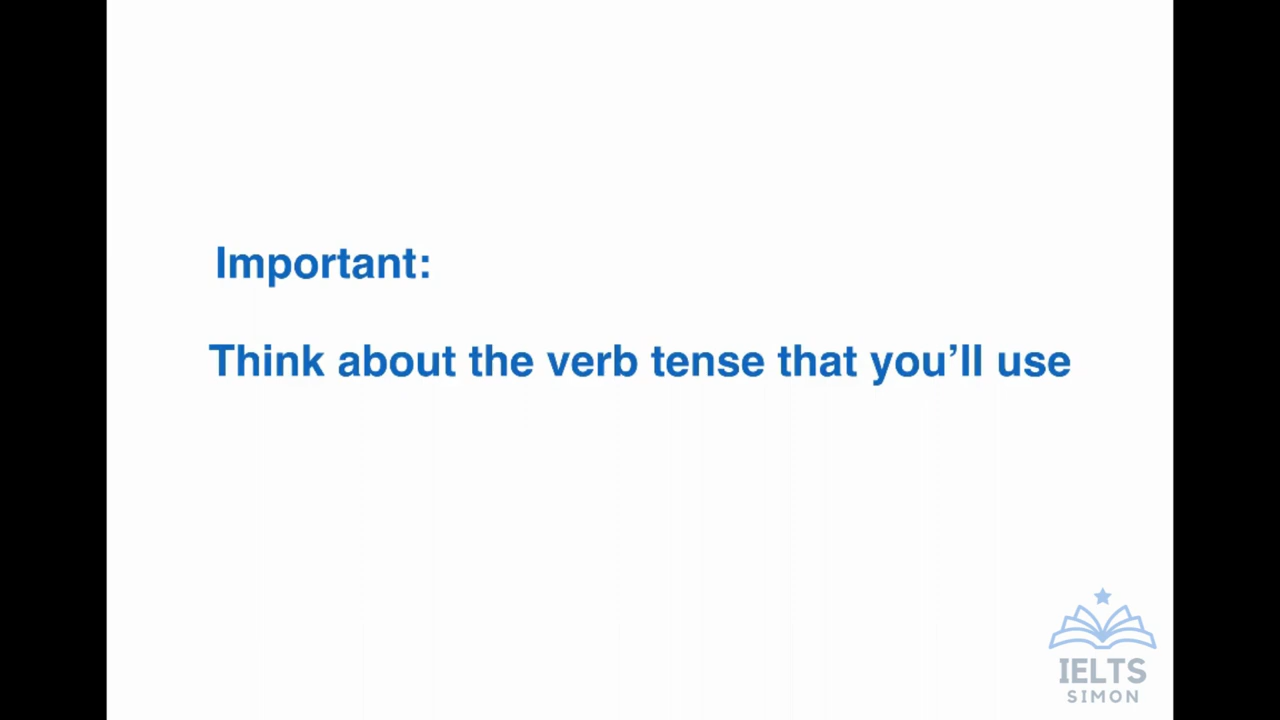 Important:
Think about the verb tense that you’ll use
IELTS
SIMON